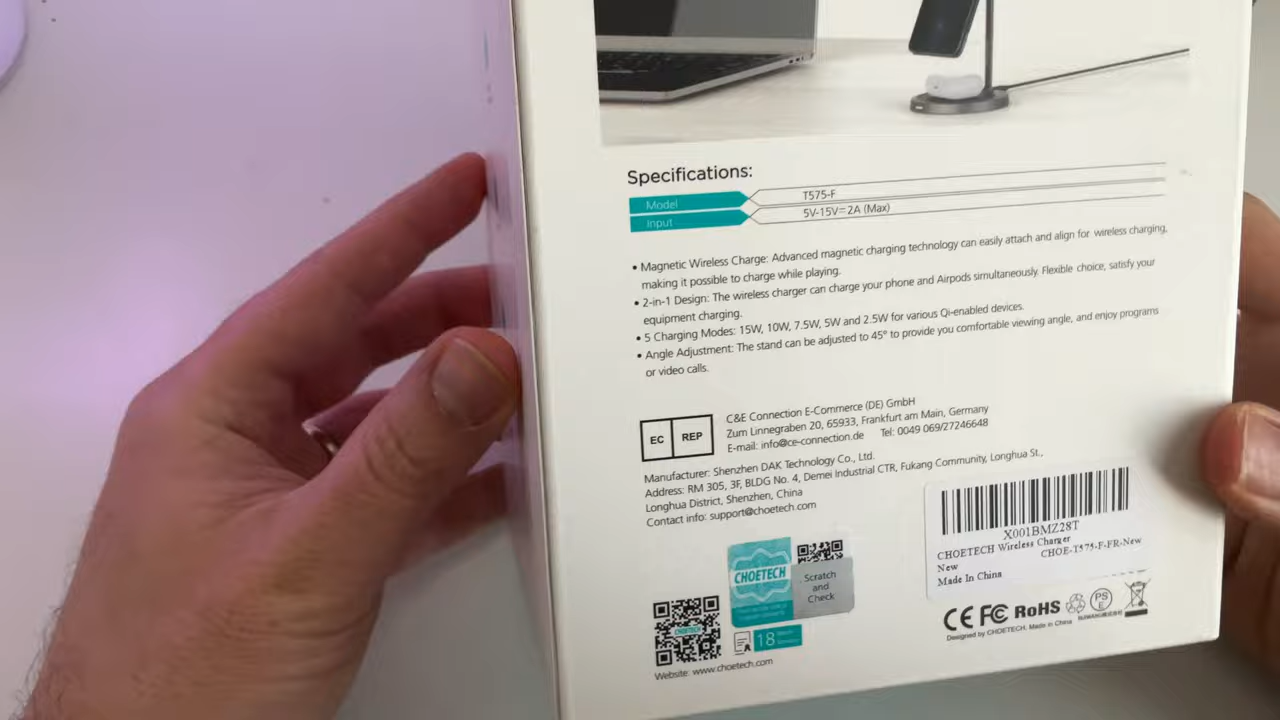 Specifications:
Model T575-F
Input 5V-15V=2A (Max)
• Magnetic Wireless Charge: Advanced magnetic charging technology can easily attach and align for wireless charging,
making it possible to charge while playing.
• 2-in-1 Design: The wireless charger can charge your phone and Airpods simultaneously. Flexible choice, satisfy your
equipment charging.
• 5 Charging Modes: 15W, 10W, 7.5W, 5W and 2.5W for various Qi-enabled devices.
• Angle Adjustment: The stand can be adjusted to 45° to provide you comfortable viewing angle, and enjoy programs
or video calls.
EC REP
C&E Connection E-Commerce (DE) GmbH
Zum Linnegraben 20, 65933, Frankfurt am Main, Germany
E-mail: info@ce-connection.de Tel: 0049 069/27246648
Manufacturer: Shenzhen DAK Technology Co., Ltd.
Address: RM 305, 3F, BLDG No. 4, Demei Industrial CTR, Fukang Community, Longhua St.,
Longhua District, Shenzhen, China
Contact info: support@choetech.com
X001BMZ28T
CHOETECH Wireless Charger
CHOE-T575-F-FR-New
New
Made In China
CHOETECH
Scratch
and
Check
CHOETECH
18
CE FC RoHS PS E
Designed by CHOETECH, Made in China
Website: www.choetech.com